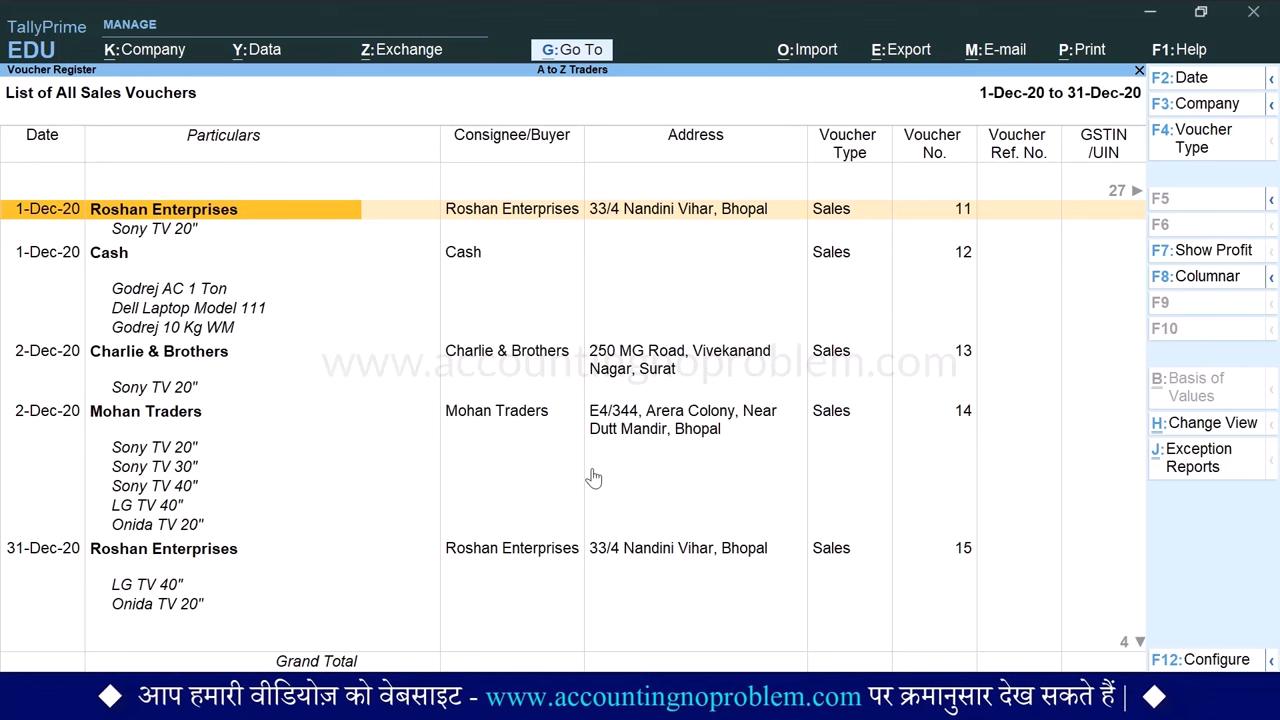 TallyPrime
EDU
MANAGE
K:Company Y:Data Z:Exchange G:Go To O:Import E:Export M:E-mail P:Print F1:Help
Voucher Register A to Z Traders
List of All Sales Vouchers 1-Dec-20 to 31-Dec-20
Date Particulars Consignee/Buyer Address Voucher Type Voucher No. Voucher Ref. No. GSTIN /UIN
27
1-Dec-20 Roshan Enterprises Roshan Enterprises 33/4 Nandini Vihar, Bhopal Sales 11
Sony TV 20"
1-Dec-20 Cash Cash Sales 12
Godrej AC 1 Ton
Dell Laptop Model 111
Godrej 10 Kg WM
2-Dec-20 Charlie & Brothers Charlie & Brothers 250 MG Road, Vivekanand Sales 13
Nagar, Surat
www.accountingnoproblem.com
Sony TV 20"
2-Dec-20 Mohan Traders Mohan Traders E4/344, Arera Colony, Near Sales 14
Dutt Mandir, Bhopal
Sony TV 20"
Sony TV 30"
Sony TV 40"
LG TV 40"
Onida TV 20"
31-Dec-20 Roshan Enterprises Roshan Enterprises 33/4 Nandini Vihar, Bhopal Sales 15
LG TV 40"
Onida TV 20"
4
Grand Total
F2:Date
F3:Company
F4:Voucher
Type
F5
F6
F7:Show Profit
F8:Columnar
F9
F10
B:Basis of
Values
H:Change View
J:Exception
Reports
F12:Configure
आप हमारी वीडियोज को वेबसाइट - www.accountingnoproblem.com पर क्रमानुसार देख सकते हैं |